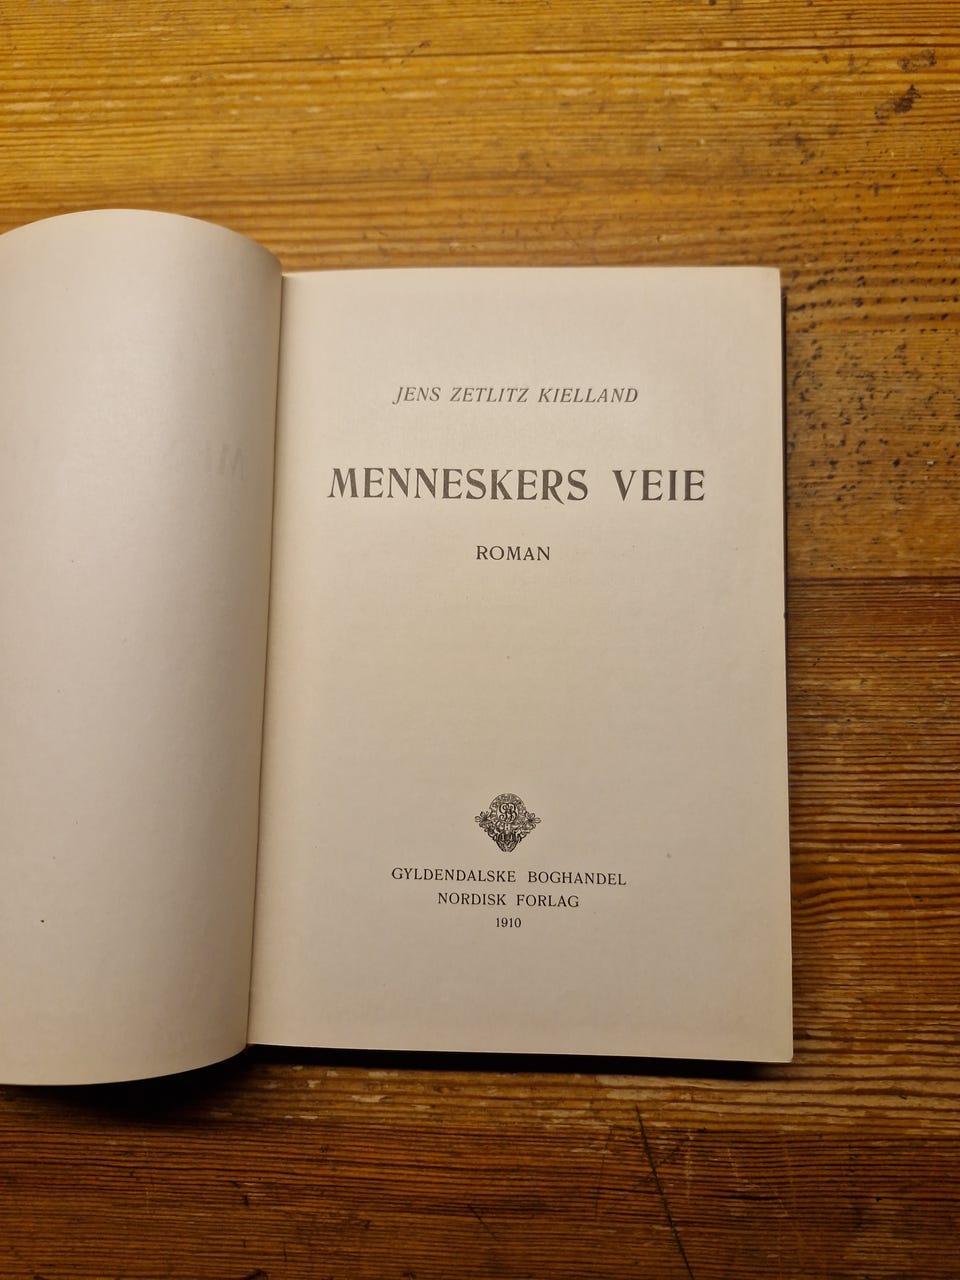 JENS ZETLITZ KIELLAND
MENNESKERS VEIE
ROMAN
GYLDENDALSKE BOGHANDEL
NORDISK FORLAG
1910